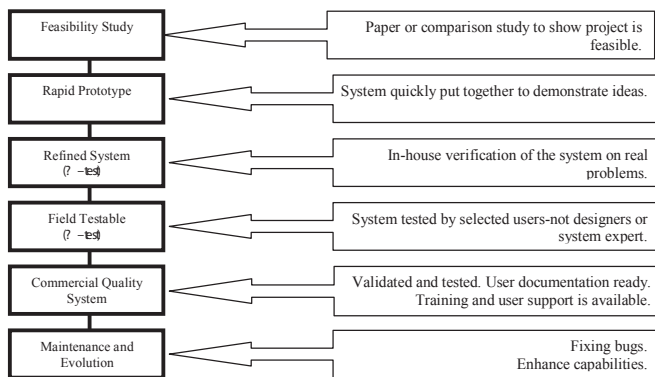 Feasibility Study
Paper or comparison study to show project is
feasible.
Rapid Prototype
System quickly put together to demonstrate ideas.
Refined System
(? –test)
In-house verification of the system on real
problems.
Field Testable
(? –test)
System tested by selected users-not designers or
system expert.
Commercial Quality
System
Validated and tested. User documentation ready.
Training and user support is available.
Maintenance and
Evolution
Fixing bugs.
Enhance capabilities.